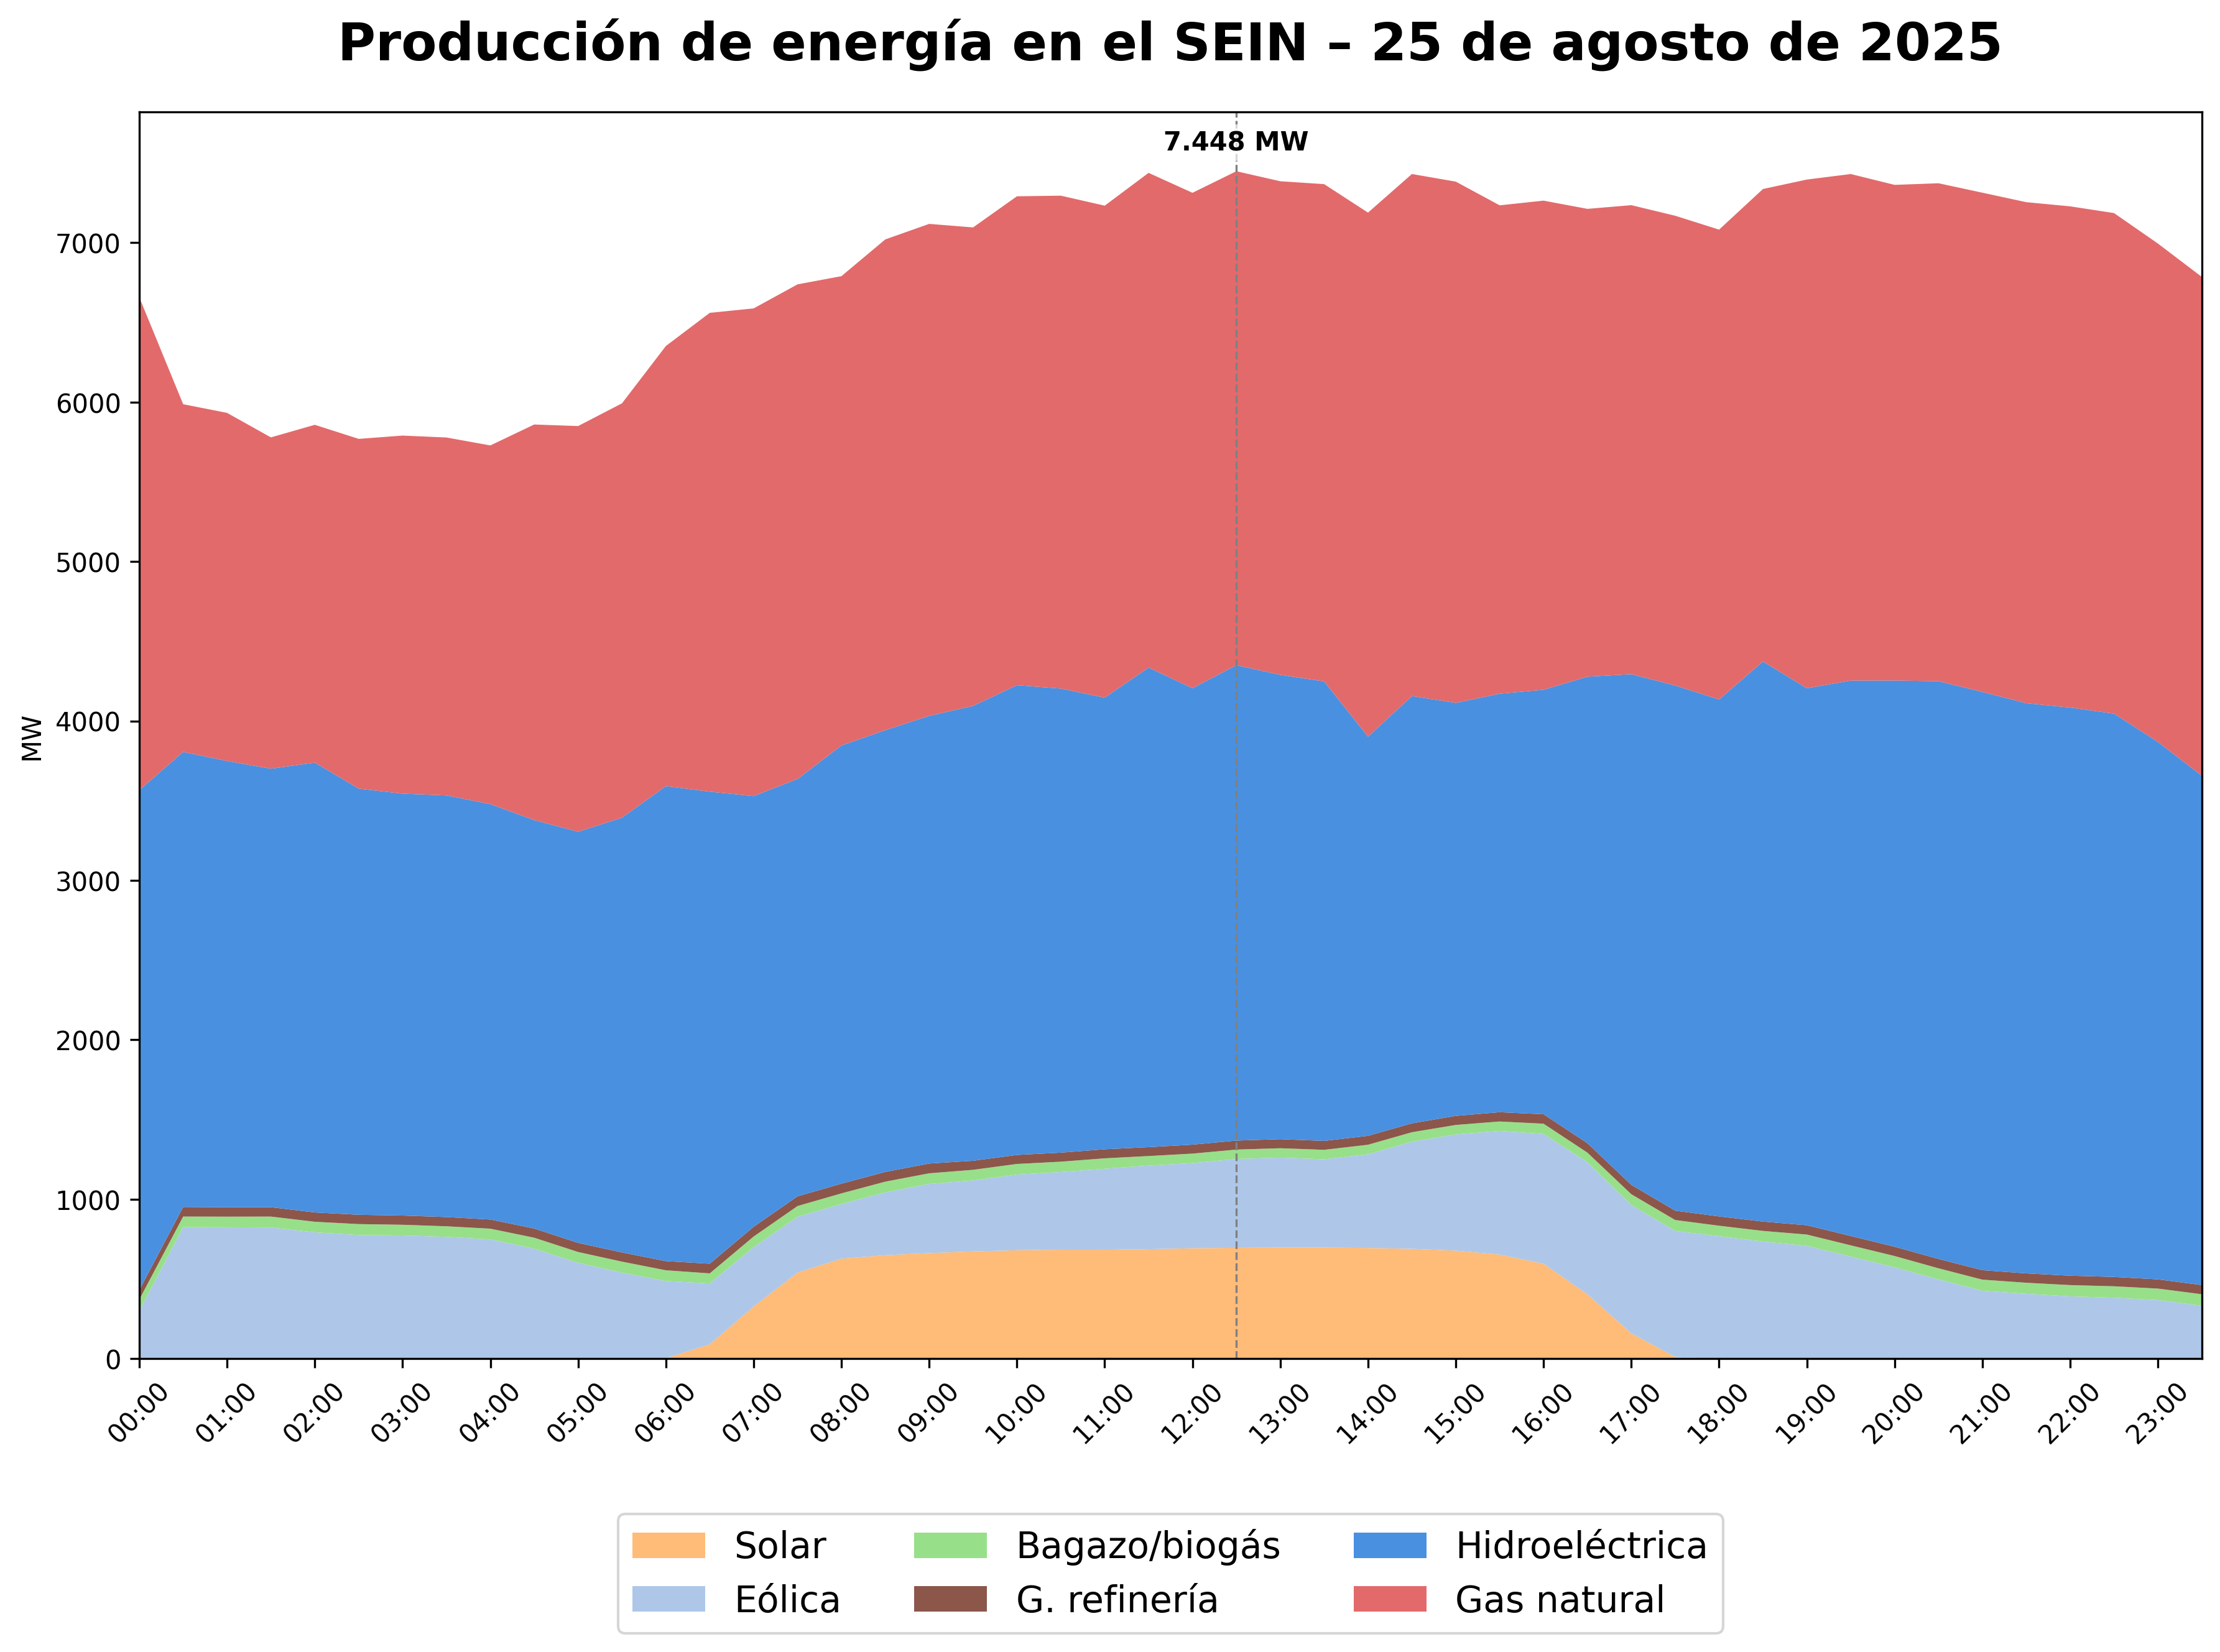 Producción de energía en el SEIN – 25 de agosto de 2025
7.448 MW
MW
7000
6000
5000
4000
3000
2000
1000
0
00:00 01:00 02:00 03:00 04:00 05:00 06:00 07:00 08:00 09:00 10:00 11:00 12:00 13:00 14:00 15:00 16:00 17:00 18:00 19:00 20:00 21:00 22:00 23:00
Solar Bagazo/biogás Hidroeléctrica
Eólica G. refinería Gas natural